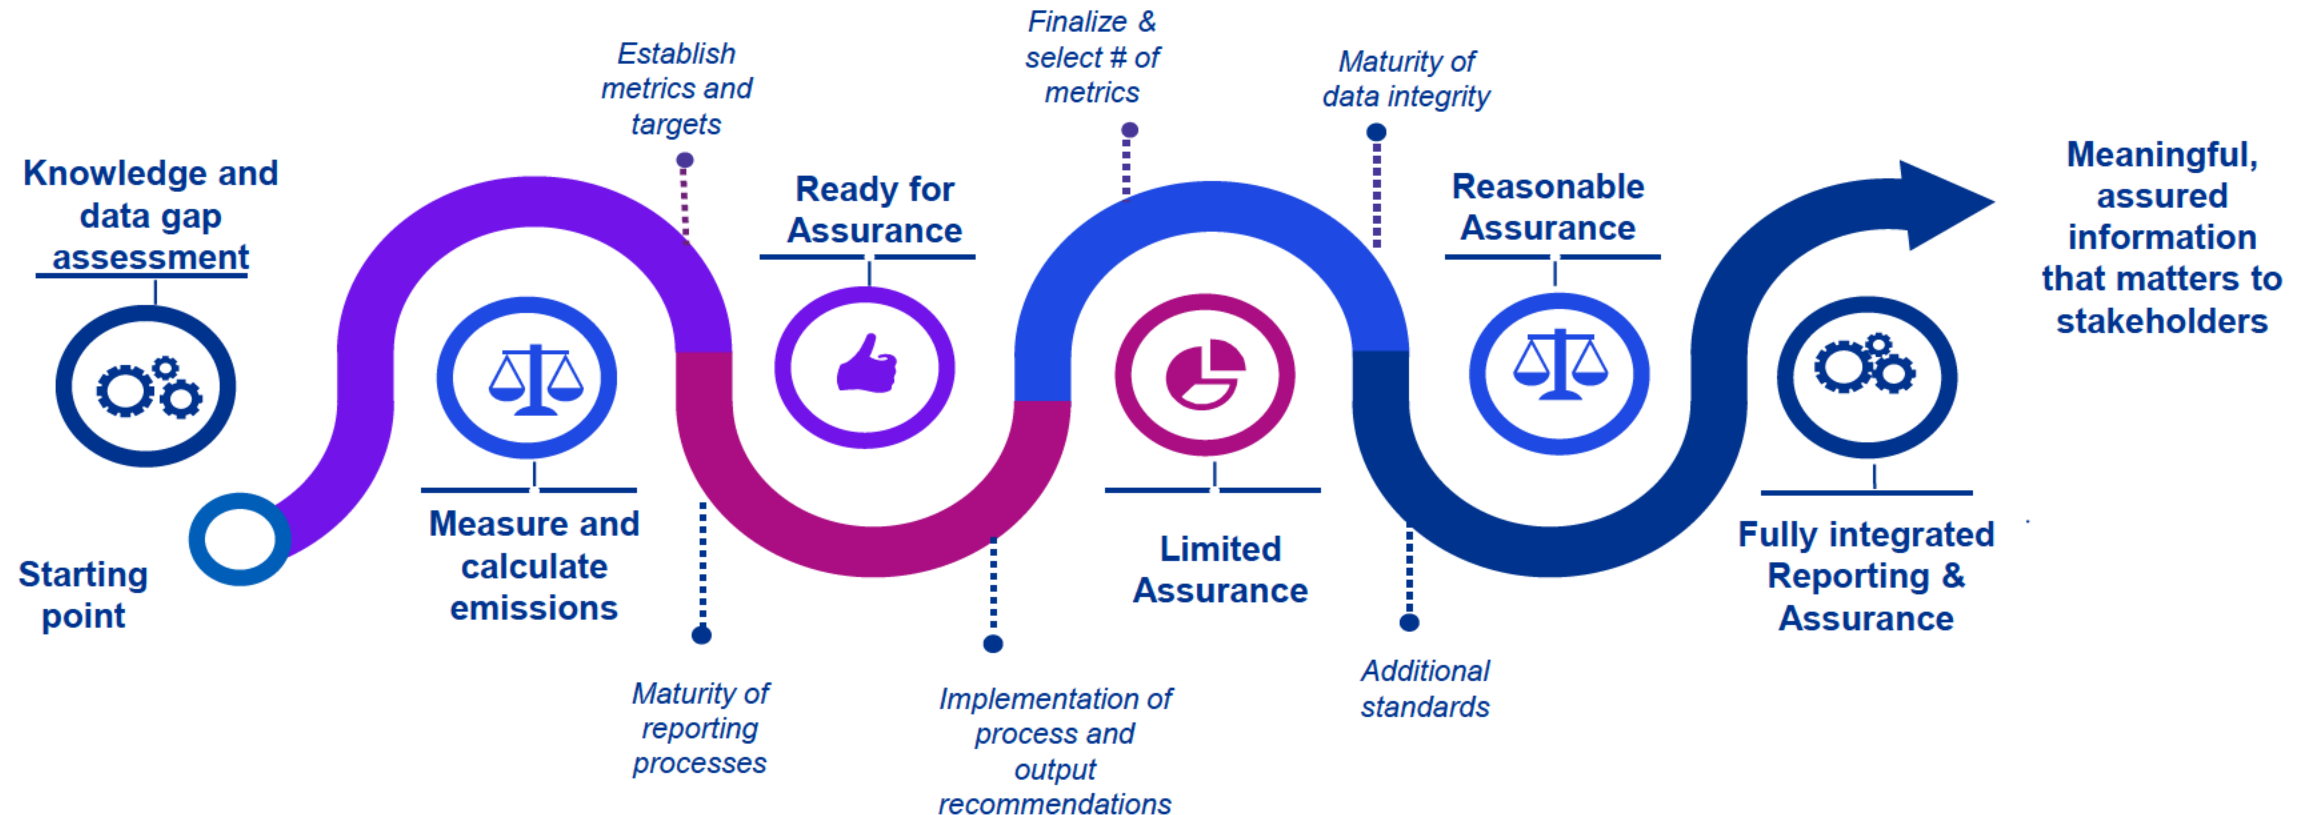 Knowledge and
data gap
assessment
Starting
point
Measure and
calculate
emissions
Establish
metrics and
targets
Maturity of
reporting
processes
Ready for
Assurance
Implementation of
process and
output
recommendations
Finalize &
select # of
metrics
Limited
Assurance
Maturity of
data integrity
Additional
standards
Reasonable
Assurance
Fully integrated
Reporting &
Assurance
Meaningful,
assured
information
that matters to
stakeholders